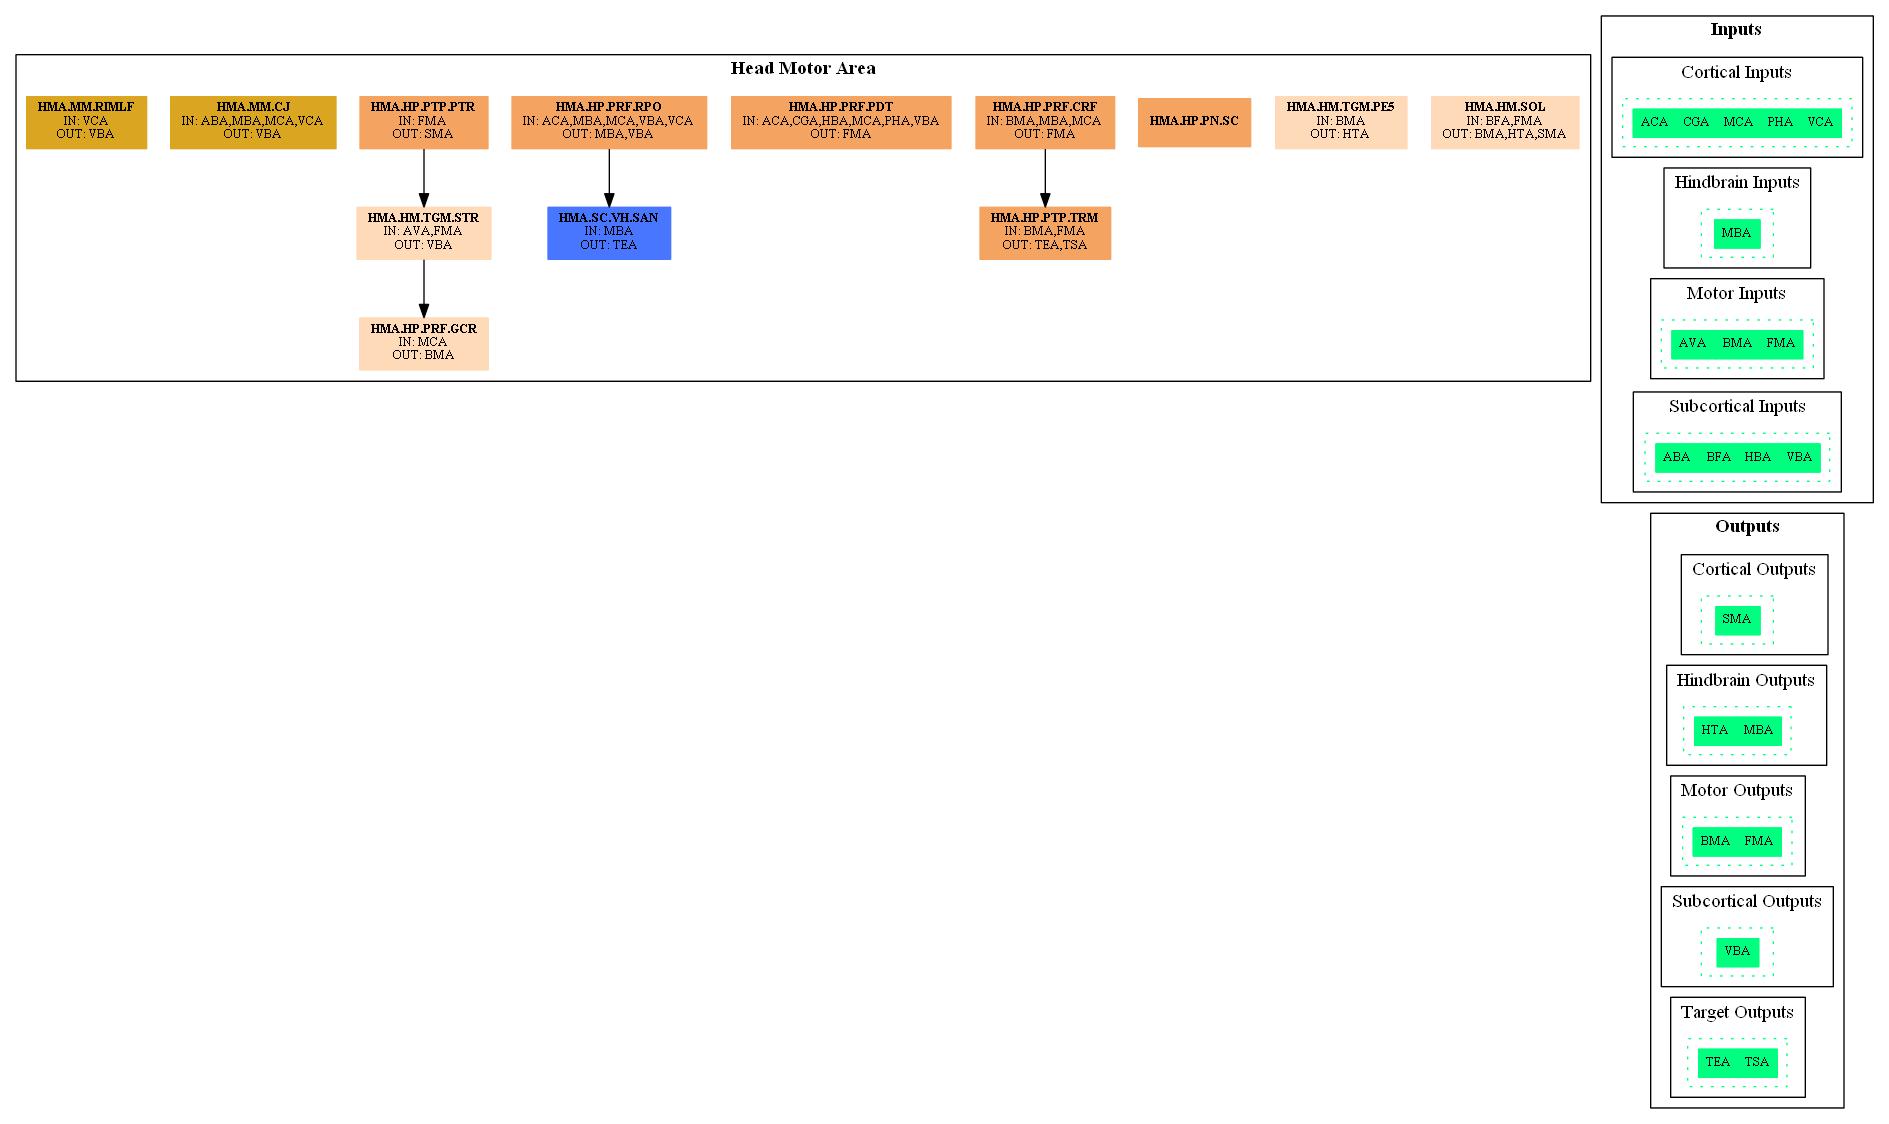 Head Motor Area
HMA.MM.RIMLF
IN: VCA
OUT: VBA
HMA.MM.CJ
IN: ABA,MBA,MCA,VCA
OUT: VBA
HMA.HP.PTP.PTR
IN: FMA
OUT: SMA
HMA.HP.PRF.RPO
IN: ACA,MBA,MCA,VBA,VCA
OUT: MBA,VBA
HMA.HP.PRF.PDT
IN: ACA,CGA,HBA,MCA,PHA,VBA
OUT: FMA
HMA.HP.PRF.CRF
IN: BMA,MBA,MCA
OUT: FMA
HMA.HP.PN.SC
HMA.HM.TGM.PE5
IN: BMA
OUT: HTA
HMA.HM.SOL
IN: BFA,FMA
OUT: BMA,HTA,SMA
HMA.HM.TGM.STR
IN: AVA,FMA
OUT: VBA
HMA.SC.VH.SAN
IN: MBA
OUT: TEA
HMA.HP.PTP.TRM
IN: BMA,FMA
OUT: TEA,TSA
HMA.HP.PRF.GCR
IN: MCA
OUT: BMA
Inputs
Cortical Inputs
ACA CGA MCA PHA VCA
Hindbrain Inputs
MBA
Motor Inputs
AVA BMA FMA
Subcortical Inputs
ABA BFA HBA VBA
Outputs
Cortical Outputs
SMA
Hindbrain Outputs
HTA MBA
Motor Outputs
BMA FMA
Subcortical Outputs
VBA
Target Outputs
TEA TSA